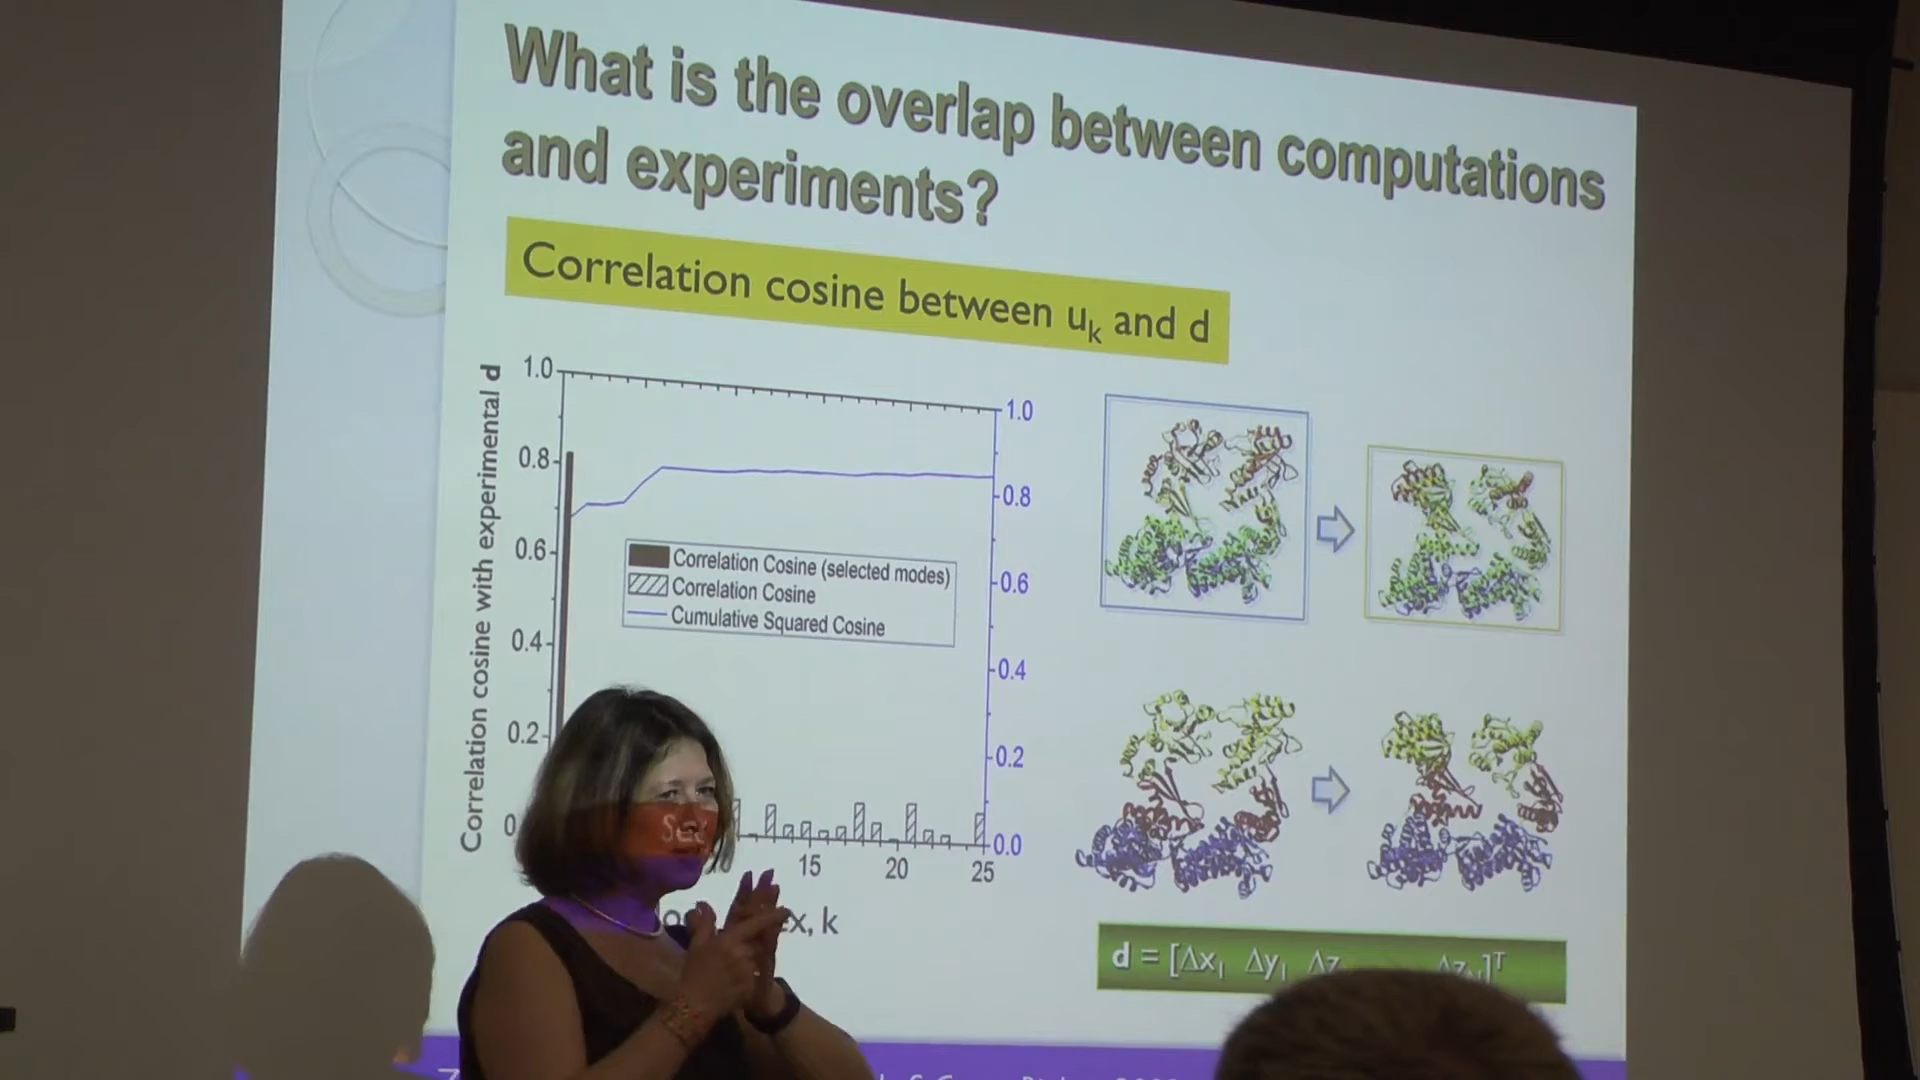 What is the overlap between computations
and experiments?
Correlation cosine between uk and d
Correlation cosine with experimental d
1.0
0.8
0.6
0.4
0.2
0
Correlation Cosine (selected modes)
Correlation Cosine
Cumulative Squared Cosine
1.0
0.8
0.6
0.4
0.2
0.0
15
20
25
x, k
d = [Δx1 Δy1 Δz ΔzN]T